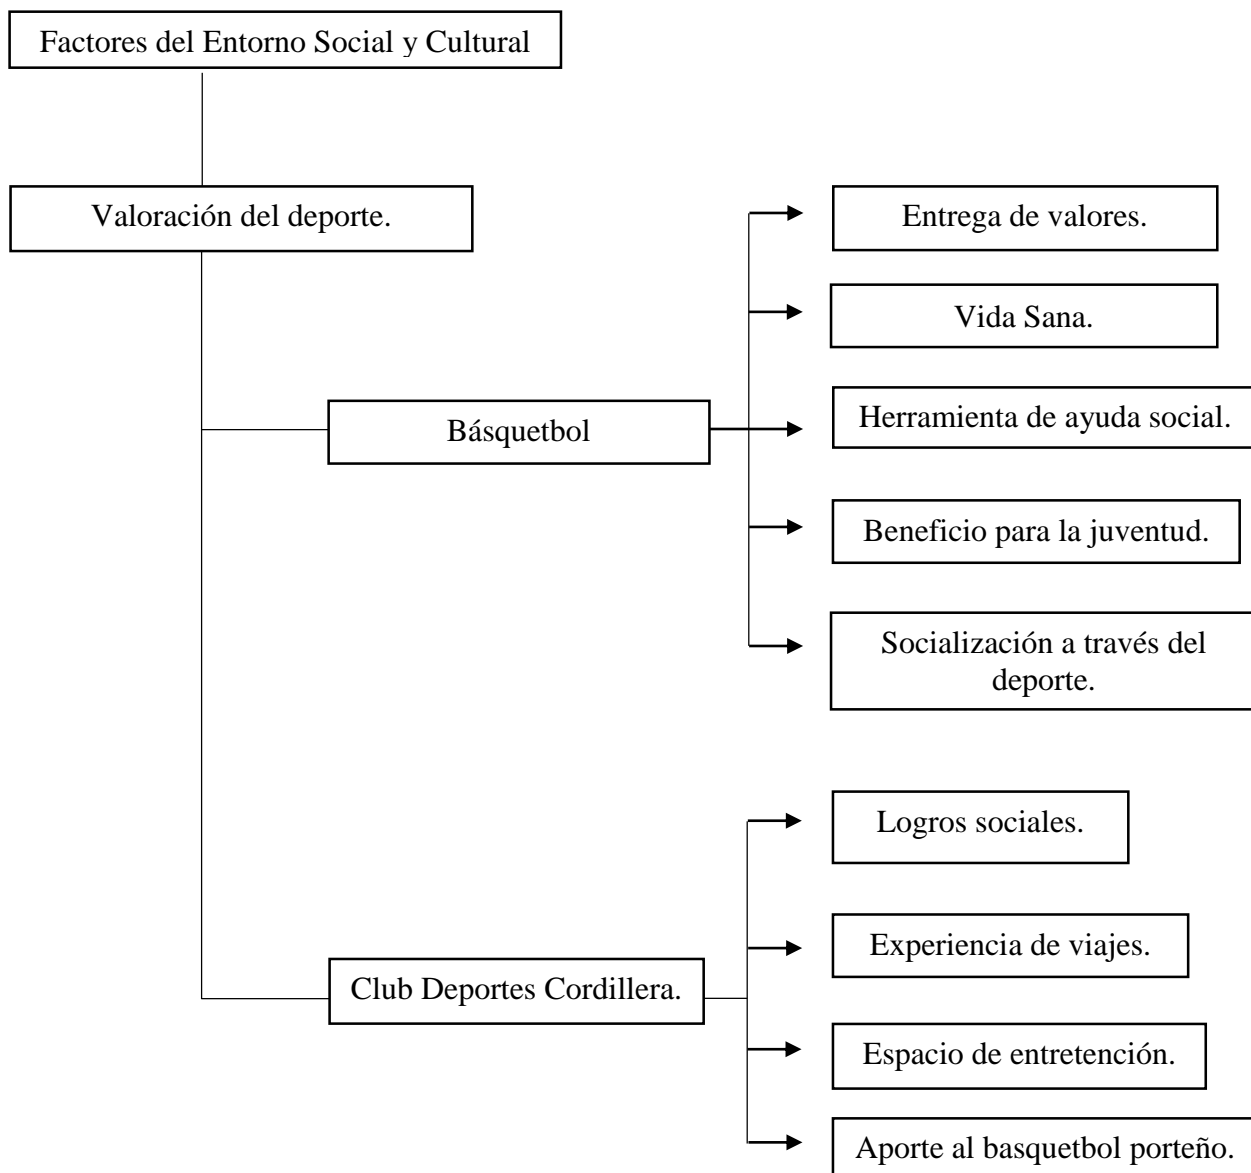 Factores del Entorno Social y Cultural
Valoración del deporte.
Básquetbol
Entrega de valores.
Vida Sana.
Herramienta de ayuda social.
Beneficio para la juventud.
Socialización a través del
deporte.
Club Deportes Cordillera.
Logros sociales.
Experiencia de viajes.
Espacio de entretención.
Aporte al basquetbol porteño.